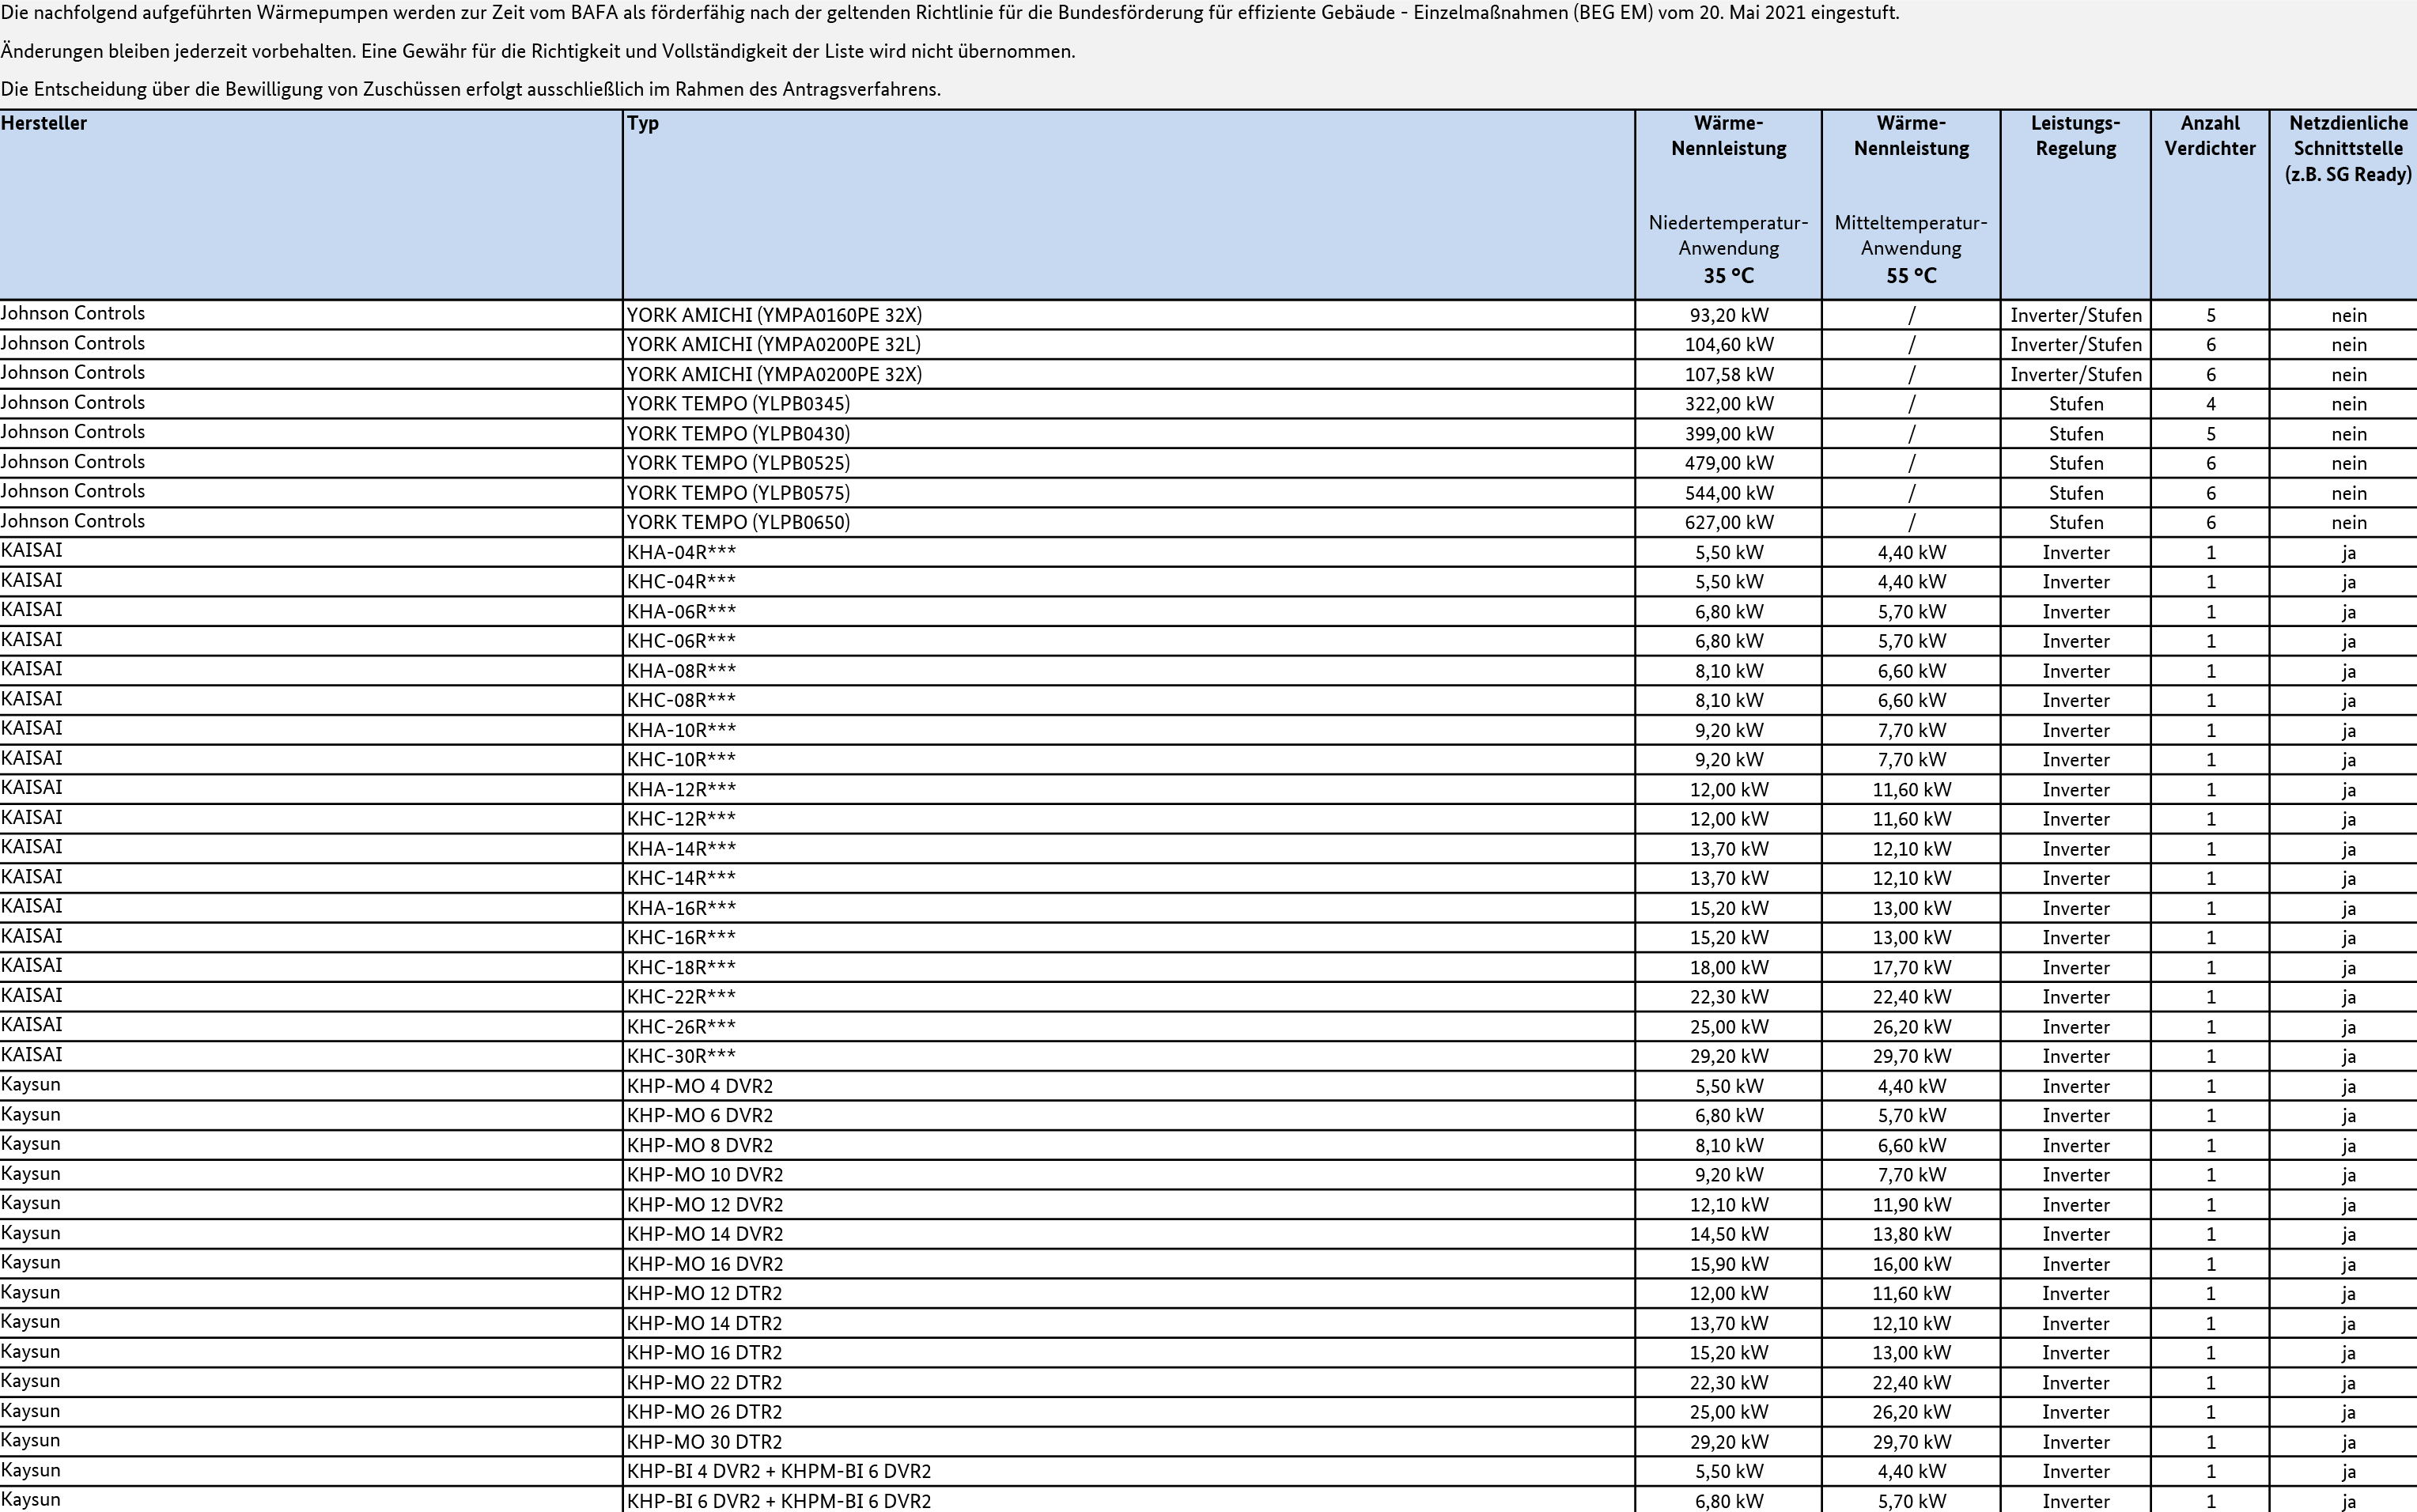 Die nachfolgend aufgeführten Wärmepumpen werden zur Zeit vom BAFA als förderfähig nach der geltenden Richtlinie für die Bundesförderung für effiziente Gebäude - Einzelmaßnahmen (BEG EM) vom 20. Mai 2021 eingestuft.
Änderungen bleiben jederzeit vorbehalten. Eine Gewähr für die Richtigkeit und Vollständigkeit der Liste wird nicht übernommen.
Die Entscheidung über die Bewilligung von Zuschüssen erfolgt ausschließlich im Rahmen des Antragsverfahrens.
Hersteller Typ Wärme- Wärme- Leistungs- Anzahl Netzdienliche
Nennleistung Nennleistung Regelung Verdichter Schnittstelle
(z.B. SG Ready)
Niedertemperatur- Mitteltemperatur-
Anwendung Anwendung
35 °C 55 °C
Johnson Controls YORK AMICHI (YMPA0160PE 32X) 93,20 kW / Inverter/Stufen 5 nein
Johnson Controls YORK AMICHI (YMPA0200PE 32L) 104,60 kW / Inverter/Stufen 6 nein
Johnson Controls YORK AMICHI (YMPA0200PE 32X) 107,58 kW / Inverter/Stufen 6 nein
Johnson Controls YORK TEMPO (YLPB0345) 322,00 kW / Stufen 4 nein
Johnson Controls YORK TEMPO (YLPB0430) 399,00 kW / Stufen 5 nein
Johnson Controls YORK TEMPO (YLPB0525) 479,00 kW / Stufen 6 nein
Johnson Controls YORK TEMPO (YLPB0575) 544,00 kW / Stufen 6 nein
Johnson Controls YORK TEMPO (YLPB0650) 627,00 kW / Stufen 6 nein
KAISAI KHA-04R*** 5,50 kW 4,40 kW Inverter 1 ja
KAISAI KHC-04R*** 5,50 kW 4,40 kW Inverter 1 ja
KAISAI KHA-06R*** 6,80 kW 5,70 kW Inverter 1 ja
KAISAI KHC-06R*** 6,80 kW 5,70 kW Inverter 1 ja
KAISAI KHA-08R*** 8,10 kW 6,60 kW Inverter 1 ja
KAISAI KHC-08R*** 8,10 kW 6,60 kW Inverter 1 ja
KAISAI KHA-10R*** 9,20 kW 7,70 kW Inverter 1 ja
KAISAI KHC-10R*** 9,20 kW 7,70 kW Inverter 1 ja
KAISAI KHA-12R*** 12,00 kW 11,60 kW Inverter 1 ja
KAISAI KHC-12R*** 12,00 kW 11,60 kW Inverter 1 ja
KAISAI KHA-14R*** 13,70 kW 12,10 kW Inverter 1 ja
KAISAI KHC-14R*** 13,70 kW 12,10 kW Inverter 1 ja
KAISAI KHA-16R*** 15,20 kW 13,00 kW Inverter 1 ja
KAISAI KHC-16R*** 15,20 kW 13,00 kW Inverter 1 ja
KAISAI KHC-18R*** 18,00 kW 17,70 kW Inverter 1 ja
KAISAI KHC-22R*** 22,30 kW 22,40 kW Inverter 1 ja
KAISAI KHC-26R*** 25,00 kW 26,20 kW Inverter 1 ja
KAISAI KHC-30R*** 29,20 kW 29,70 kW Inverter 1 ja
Kaysun KHP-MO 4 DVR2 5,50 kW 4,40 kW Inverter 1 ja
Kaysun KHP-MO 6 DVR2 6,80 kW 5,70 kW Inverter 1 ja
Kaysun KHP-MO 8 DVR2 8,10 kW 6,60 kW Inverter 1 ja
Kaysun KHP-MO 10 DVR2 9,20 kW 7,70 kW Inverter 1 ja
Kaysun KHP-MO 12 DVR2 12,10 kW 11,90 kW Inverter 1 ja
Kaysun KHP-MO 14 DVR2 14,50 kW 13,80 kW Inverter 1 ja
Kaysun KHP-MO 16 DVR2 15,90 kW 16,00 kW Inverter 1 ja
Kaysun KHP-MO 12 DTR2 12,00 kW 11,60 kW Inverter 1 ja
Kaysun KHP-MO 14 DTR2 13,70 kW 12,10 kW Inverter 1 ja
Kaysun KHP-MO 16 DTR2 15,20 kW 13,00 kW Inverter 1 ja
Kaysun KHP-MO 22 DTR2 22,30 kW 22,40 kW Inverter 1 ja
Kaysun KHP-MO 26 DTR2 25,00 kW 26,20 kW Inverter 1 ja
Kaysun KHP-MO 30 DTR2 29,20 kW 29,70 kW Inverter 1 ja
Kaysun KHP-BI 4 DVR2 + KHPM-BI 6 DVR2 5,50 kW 4,40 kW Inverter 1 ja
Kaysun KHP-BI 6 DVR2 + KHPM-BI 6 DVR2 6,80 kW 5,70 kW Inverter 1 ja